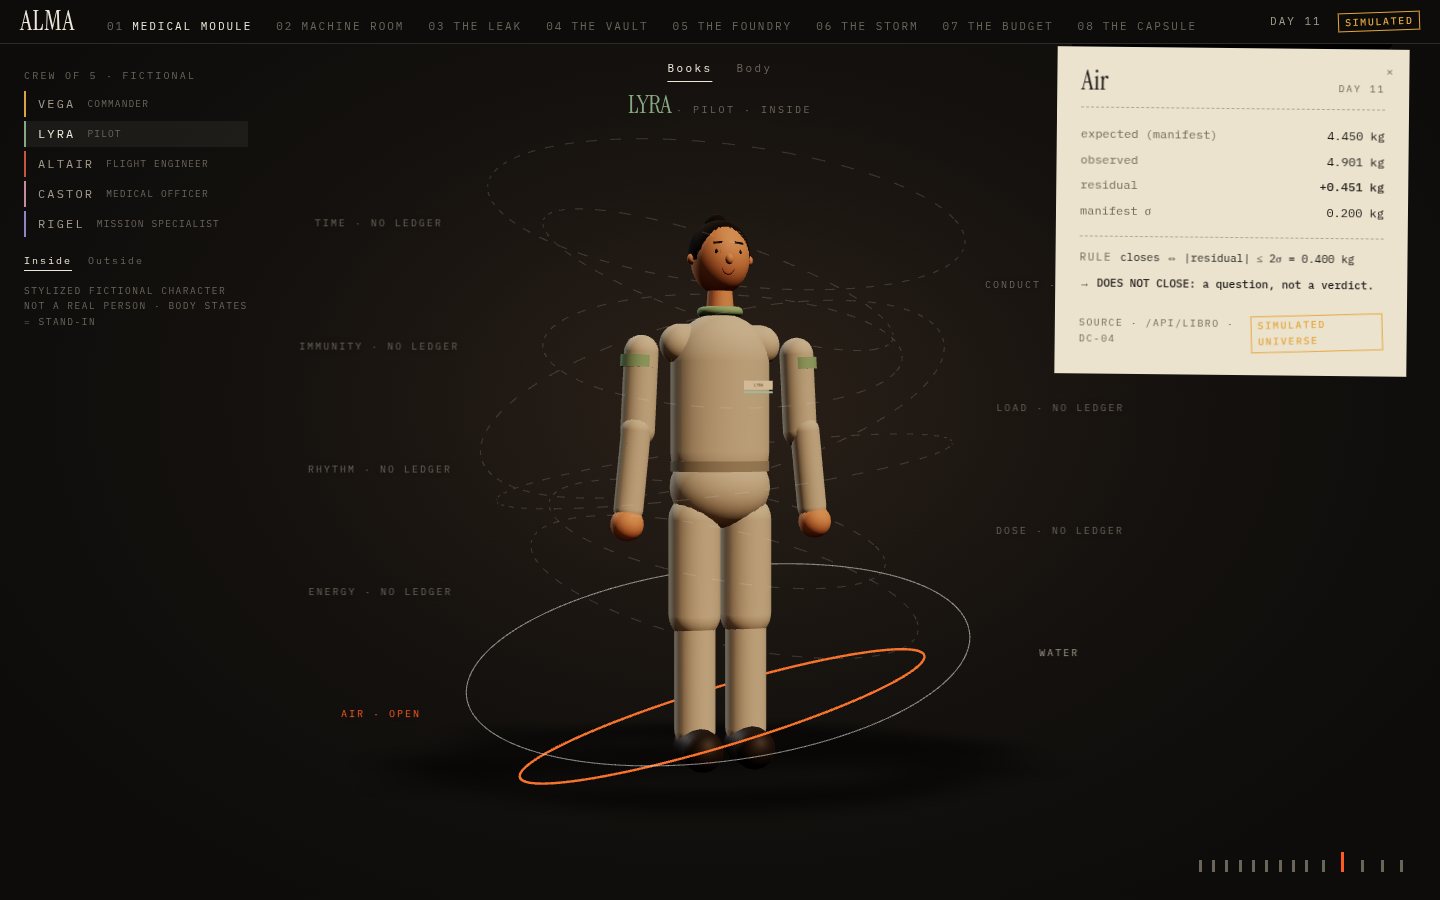 ALMA
01 MEDICAL MODULE
02 MACHINE ROOM
03 THE LEAK
04 THE VAULT
05 THE FOUNDRY
06 THE STORM
07 THE BUDGET
08 THE CAPSULE
DAY 11
SIMULATED
CREW OF 5 · FICTIONAL
VEGA COMMANDER
LYRA PILOT
ALTAIR FLIGHT ENGINEER
CASTOR MEDICAL OFFICER
RIGEL MISSION SPECIALIST
Inside Outside
STYLIZED FICTIONAL CHARACTER
NOT A REAL PERSON · BODY STATES
= STAND-IN
Books Body
LYRA · PILOT · INSIDE
TIME · NO LEDGER
IMMUNITY · NO LEDGER
RHYTHM · NO LEDGER
ENERGY · NO LEDGER
AIR · OPEN
CONDUCT ·
LOAD · NO LEDGER
DOSE · NO LEDGER
WATER
LYRA
Air
×
DAY 11
expected (manifest) 4.450 kg
observed 4.901 kg
residual +0.451 kg
manifest σ 0.200 kg
RULE closes ⇔ |residual| ≤ 2σ = 0.400 kg
→ DOES NOT CLOSE: a question, not a verdict.
SOURCE · /API/LIBRO ·
DC-04
SIMULATED
UNIVERSE